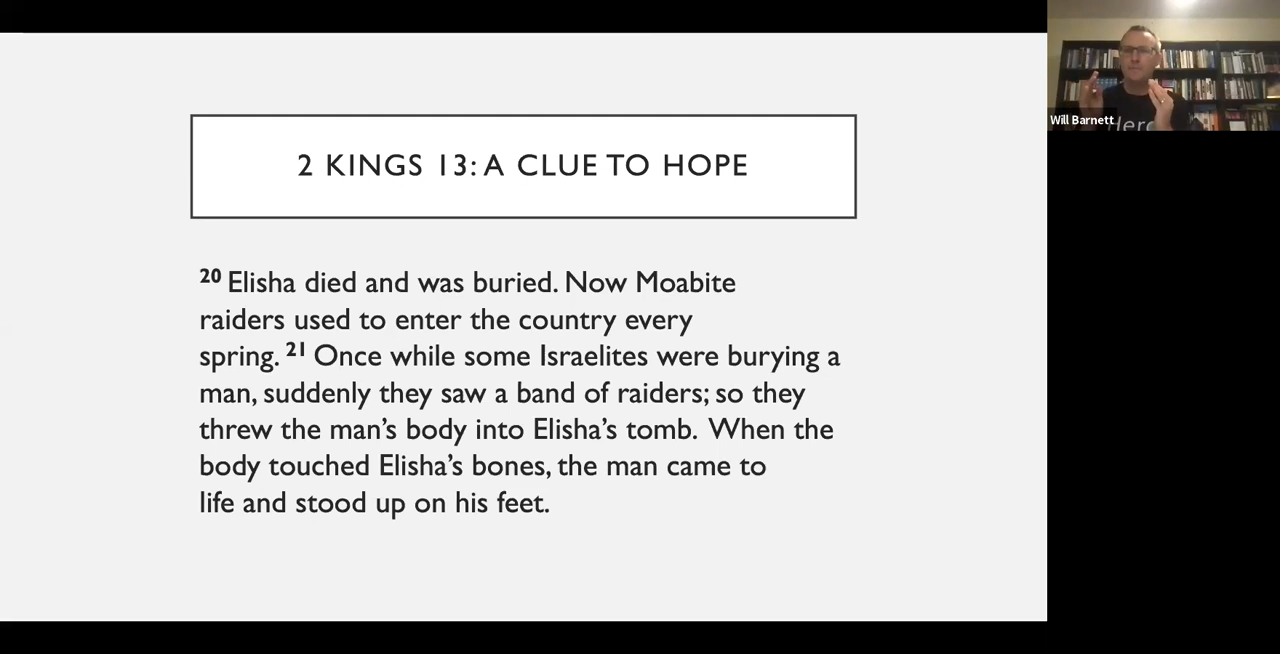 2 KINGS 13: A CLUE TO HOPE
20 Elisha died and was buried. Now Moabite
raiders used to enter the country every
spring. 21 Once while some Israelites were burying a
man, suddenly they saw a band of raiders; so they
threw the man’s body into Elisha’s tomb. When the
body touched Elisha’s bones, the man came to
life and stood up on his feet.
Will Barnett